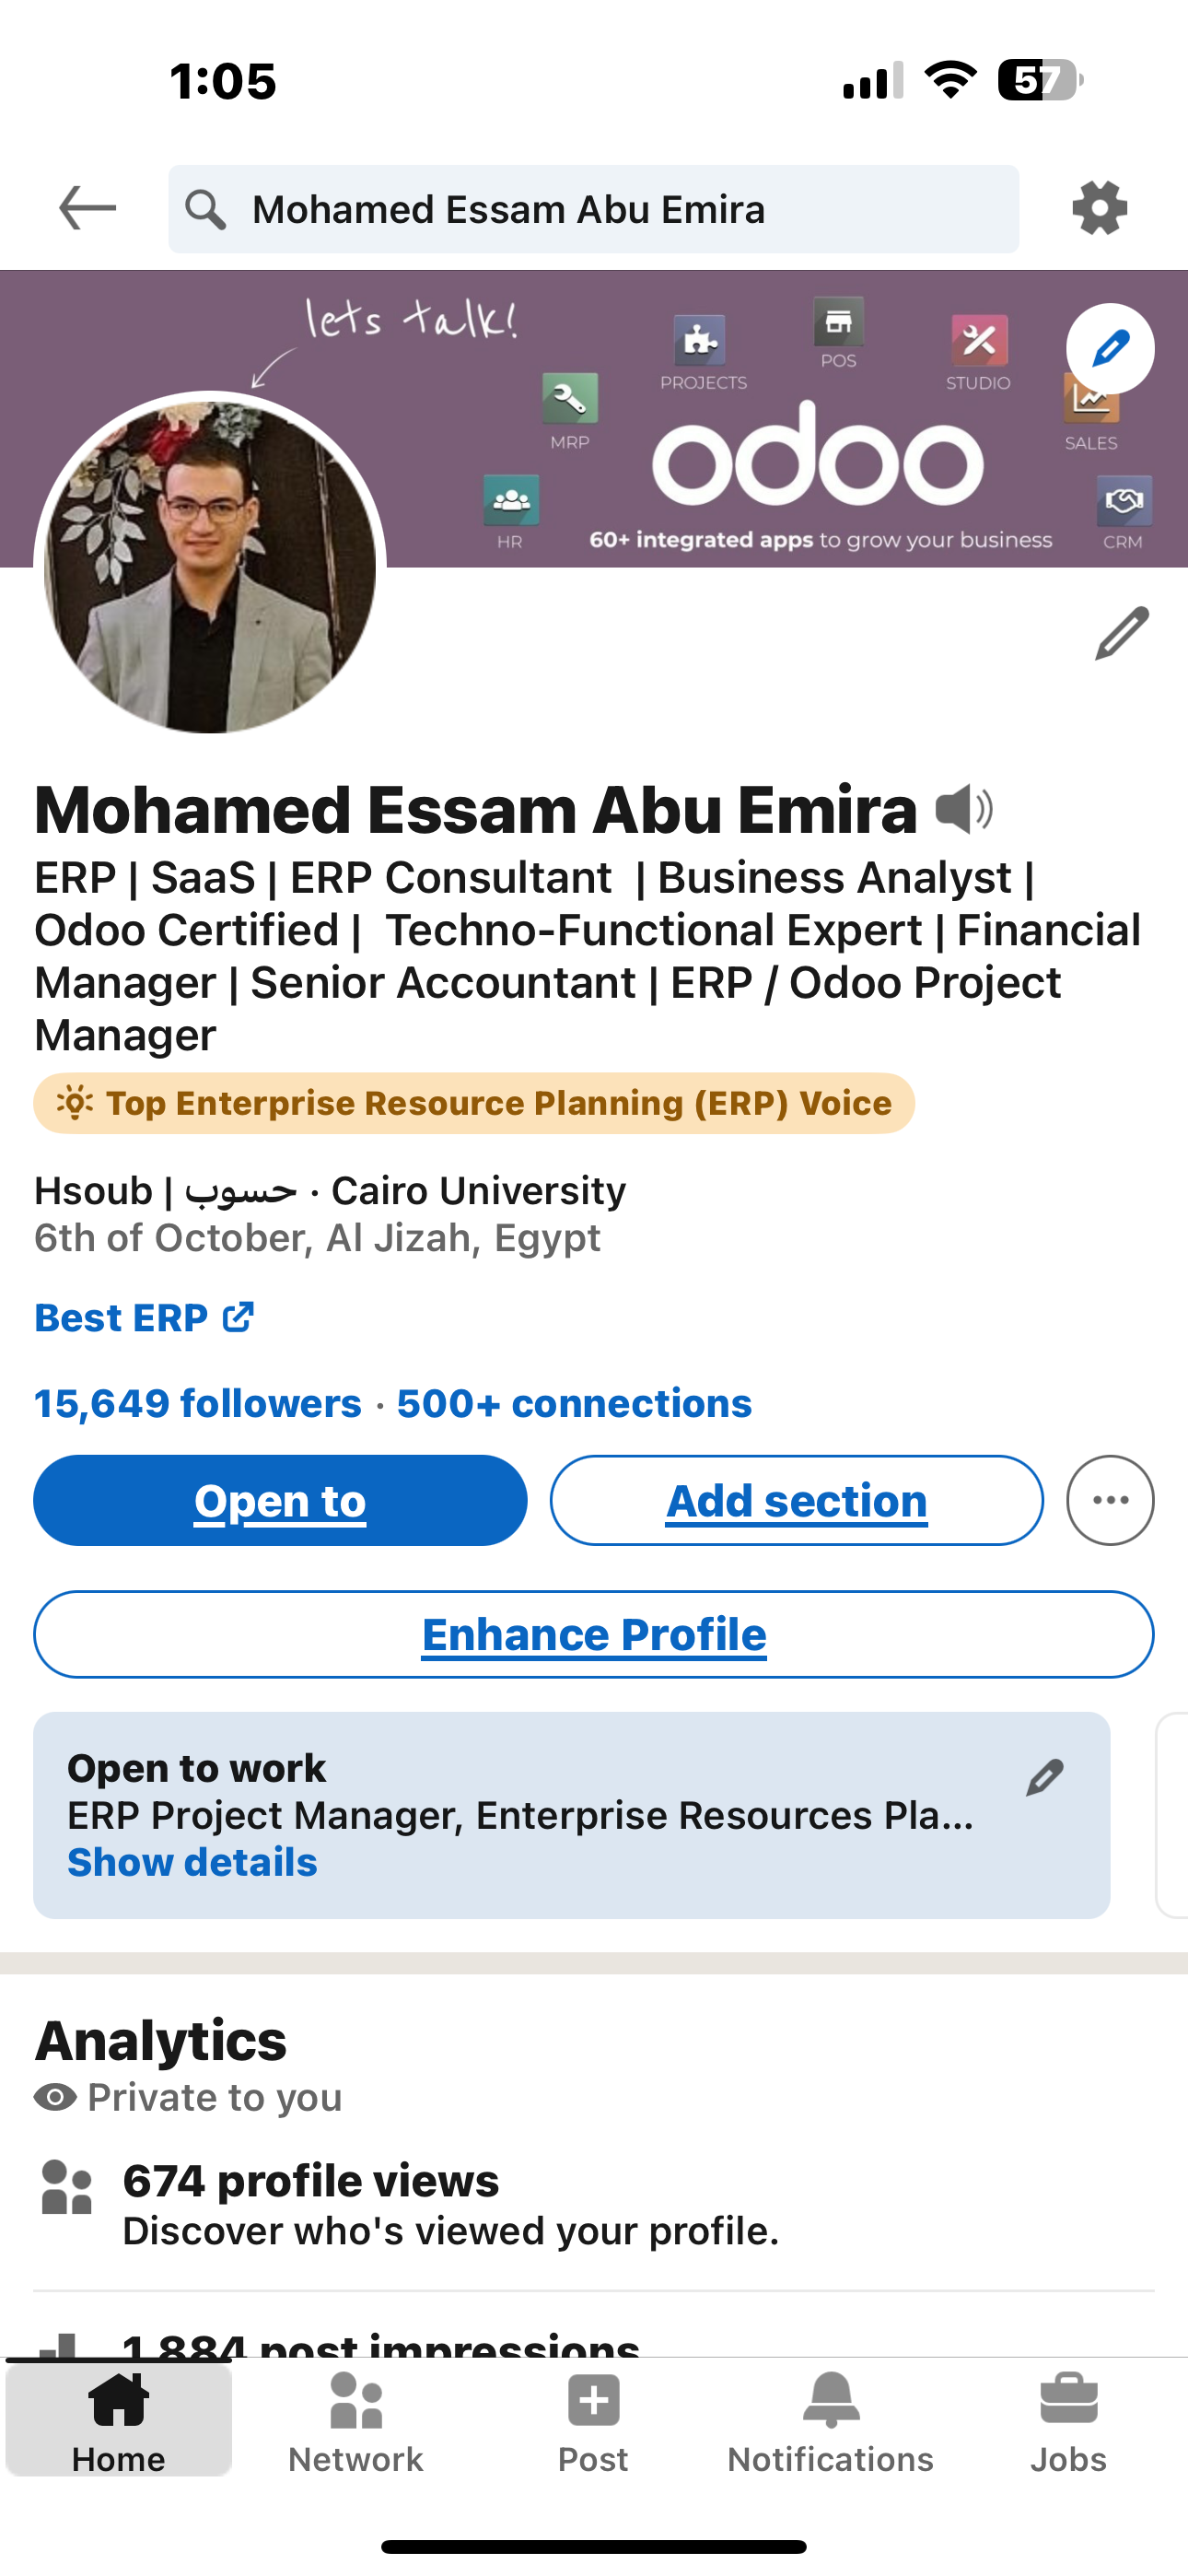 1:05
57
Mohamed Essam Abu Emira
lets talk!
PROJECTS
POS
STUDIO
MRP
SALES
odoo
HR
60+ integrated apps to grow your business
CRM
Mohamed Essam Abu Emira
ERP | SaaS | ERP Consultant | Business Analyst |
Odoo Certified | Techno-Functional Expert | Financial
Manager | Senior Accountant | ERP / Odoo Project
Manager
Top Enterprise Resource Planning (ERP) Voice
Hsoub | حسوب · Cairo University
6th of October, Al Jizah, Egypt
Best ERP
15,649 followers · 500+ connections
Open to
Add section
Enhance Profile
Open to work
ERP Project Manager, Enterprise Resources Pla...
Show details
Analytics
Private to you
674 profile views
Discover who's viewed your profile.
1,884 post impressions
Home
Network
Post
Notifications
Jobs